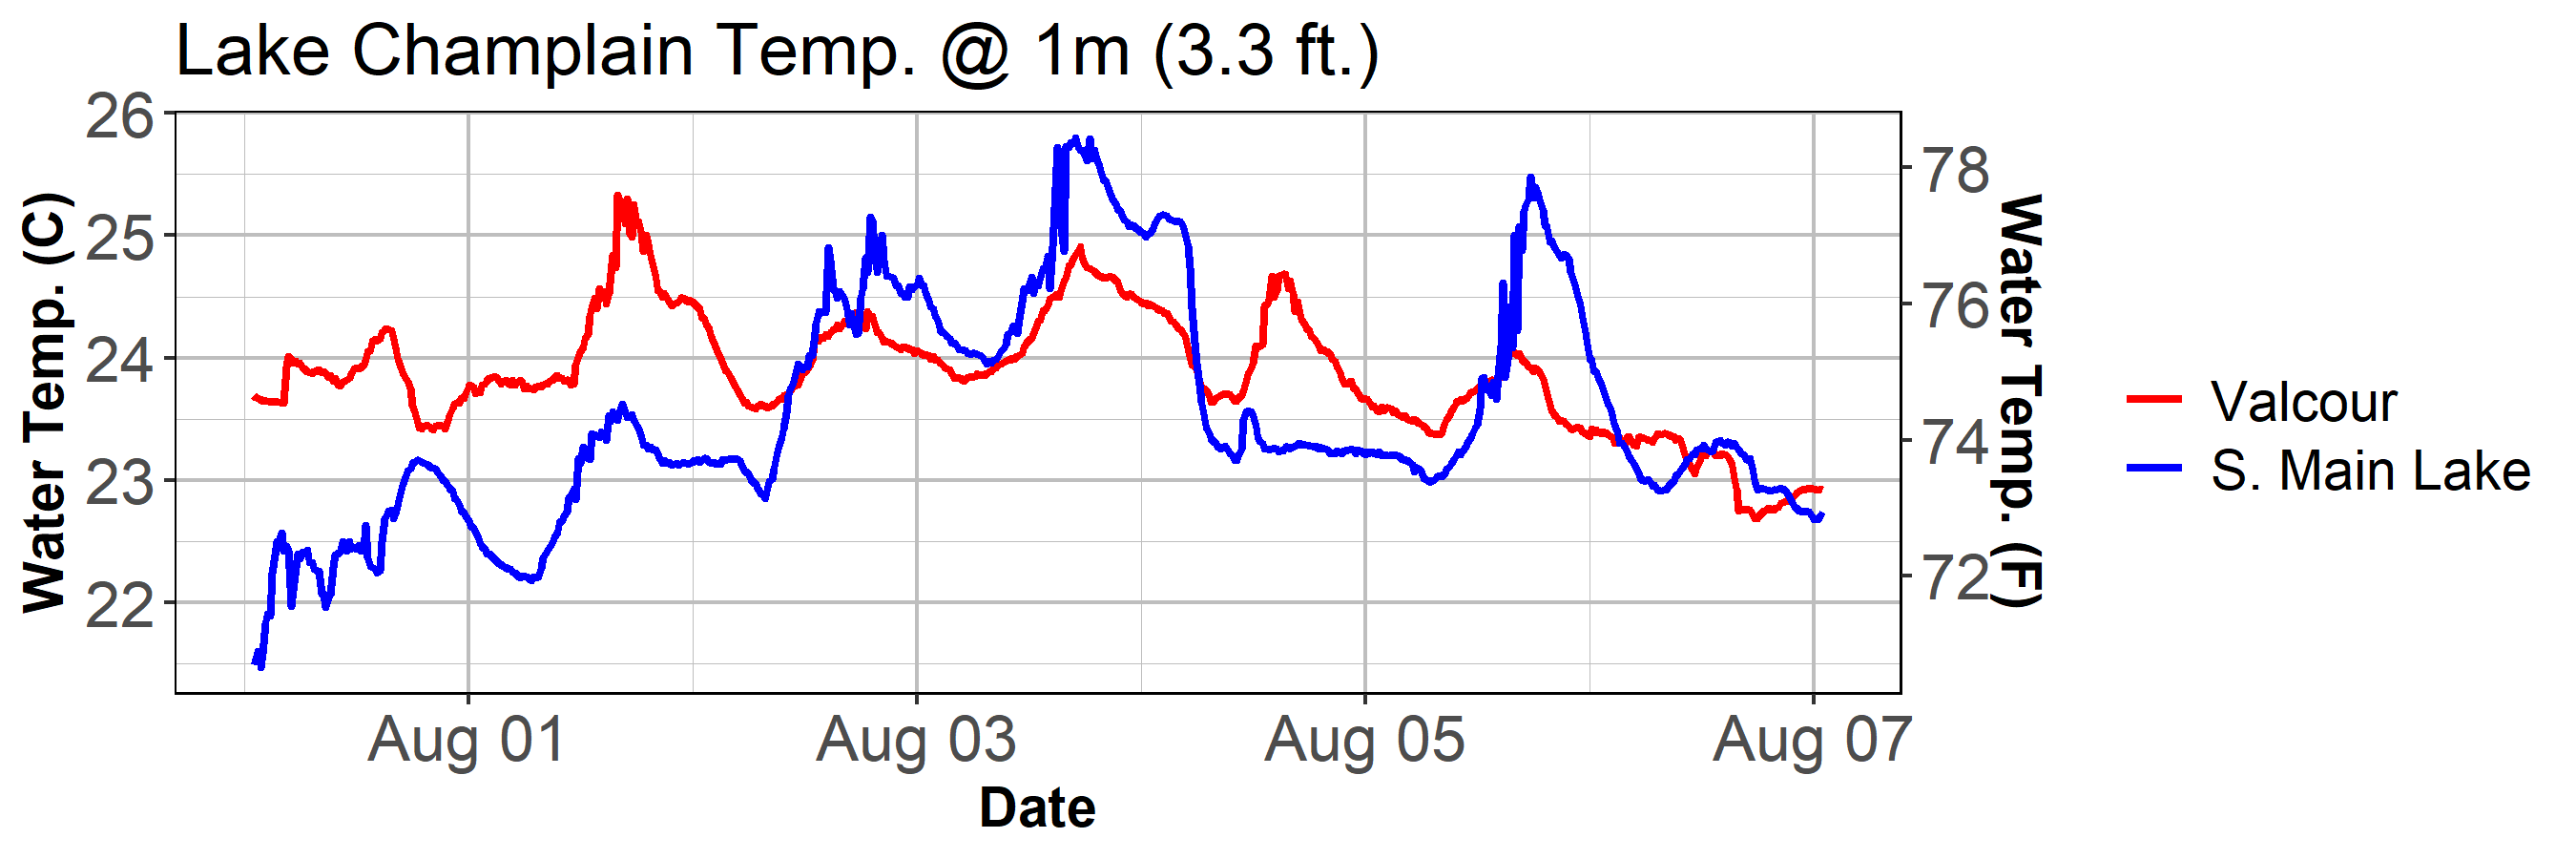 Lake Champlain Temp. @ 1m (3.3 ft.)
Water Temp. (C)
26
25
24
23
22
78
76
74
72
Water Temp. (F)
Aug 01
Aug 03
Aug 05
Aug 07
Date
Valcour
S. Main Lake